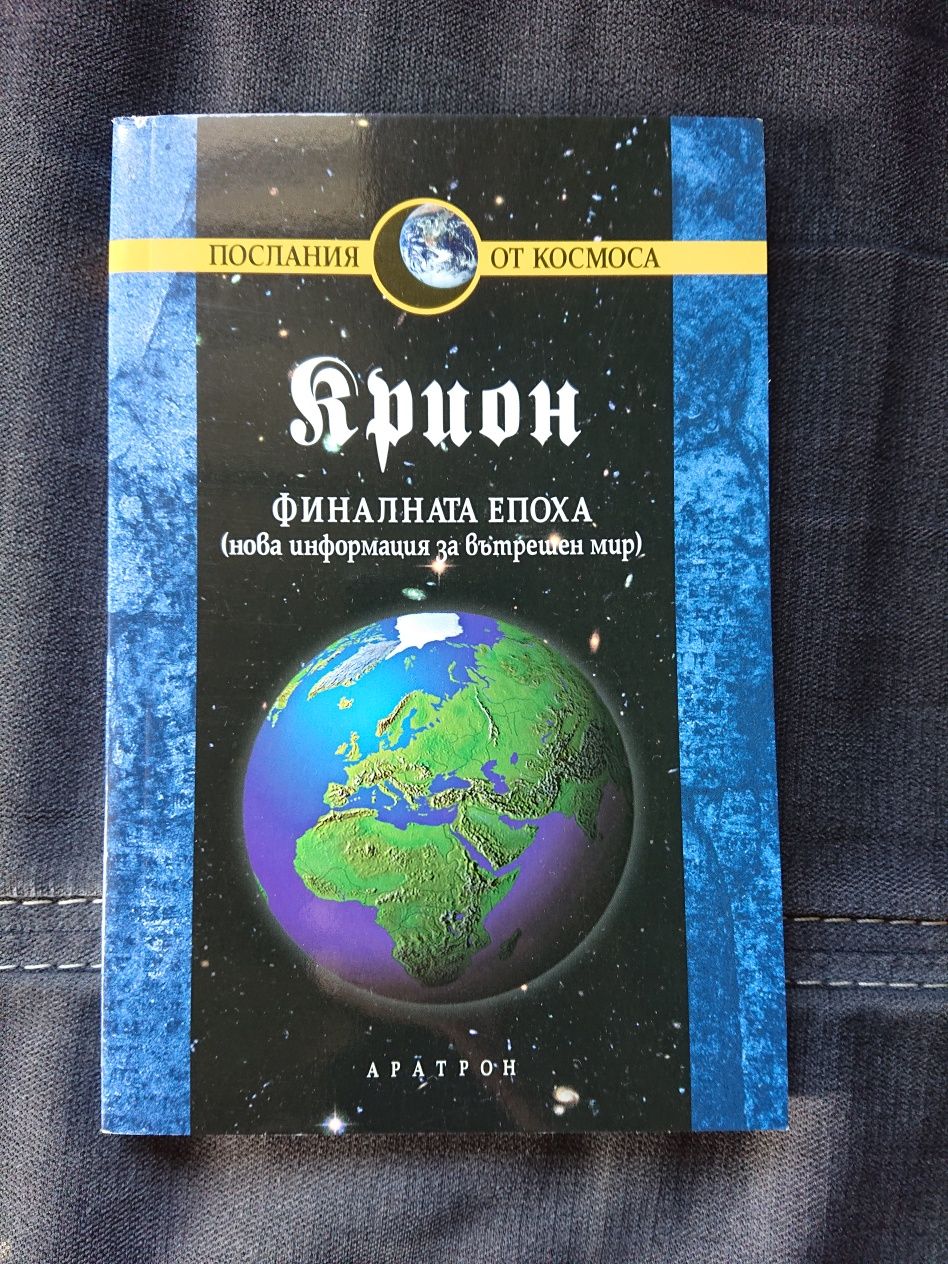 ПОСЛАНИЯ ОТ КОСМОСА
Крион
ФИНАЛНАТА ЕПОХА
(нова информация за вътрешен мир)
АРАТРОН